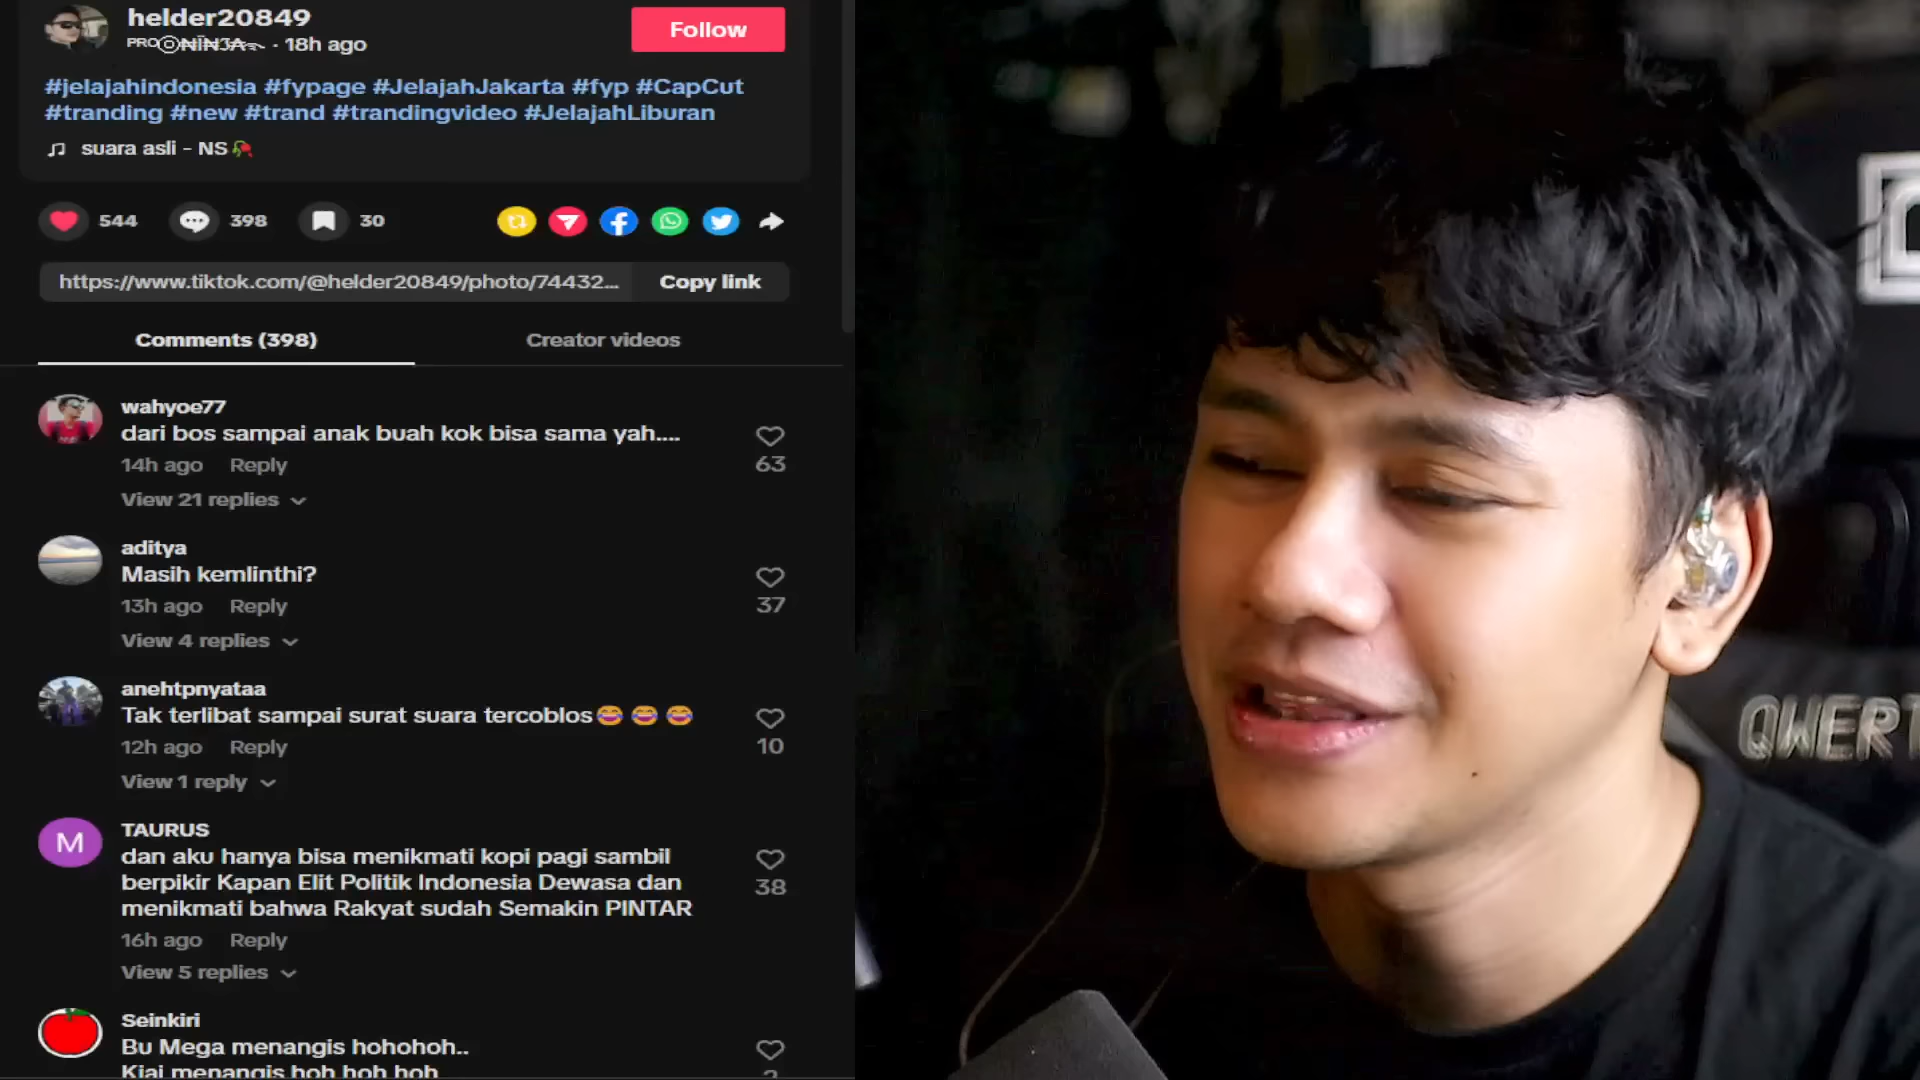 helder20849
Follow
· 18h ago
#jelajahindonesia #fypage #JelajahJakarta #fyp #CapCut
#tranding #new #trand #trandingvideo #JelajahLiburan
suara asli - NS🥀
544
398
30
https://www.tiktok.com/@helder20849/photo/74432...
Copy link
Comments (398)
Creator videos
wahyoe77
dari bos sampai anak buah kok bisa sama yah....
63
14h ago Reply
View 21 replies
aditya
Masih kemlinthi?
37
13h ago Reply
View 4 replies
anehtpnyataa
Tak terlibat sampai surat suara tercoblos😂 😂 😂
10
12h ago Reply
View 1 reply
M
TAURUS
dan aku hanya bisa menikmati kopi pagi sambil
berpikir Kapan Elit Politik Indonesia Dewasa dan
menikmati bahwa Rakyat sudah Semakin PINTAR
38
16h ago Reply
View 5 replies
Seinkiri
Bu Mega menangis hohohoh..
Kiai menangis hoh hoh hoh
QWERT